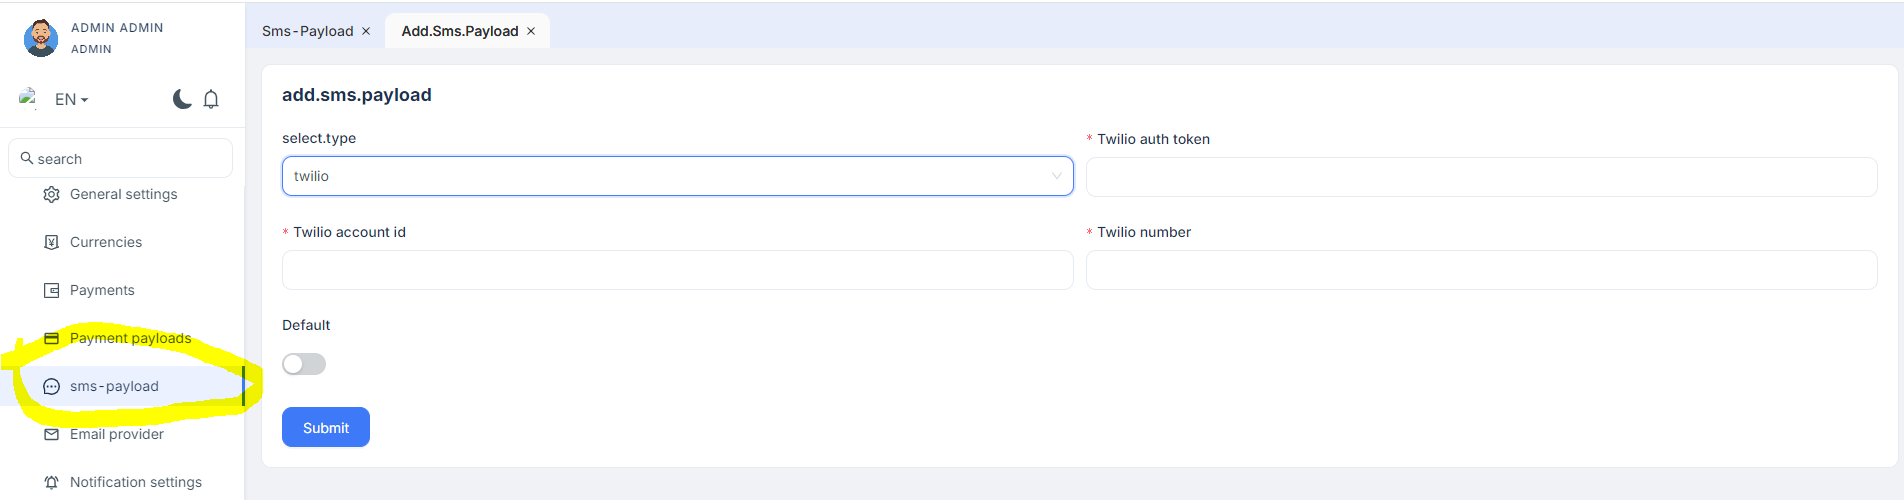 ADMIN ADMIN
ADMIN
EN
search
General settings
Currencies
Payments
Payment payloads
sms-payload
Email provider
Notification settings
Sms-Payload ×
Add.Sms.Payload ×
add.sms.payload
select.type
twilio
* Twilio auth token
* Twilio account id
* Twilio number
Default
Submit